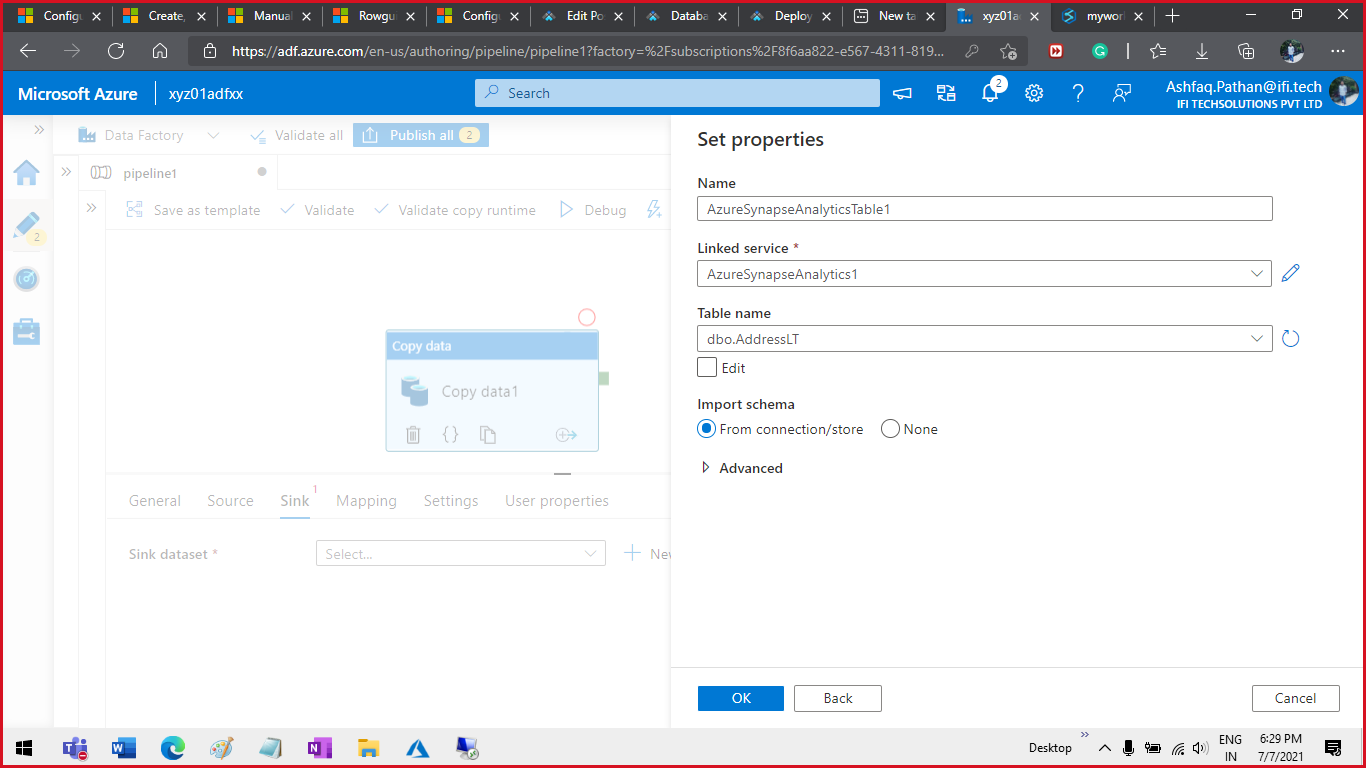 Configu
Create,
Manual
Rowgu
Configu
Edit Po
Databa
Deploy
New ta
xyz01ad
mywork
https://adf.azure.com/en-us/authoring/pipeline/pipeline1?factory=%2Fsubscriptions%2F8f6aa822-e567-4311-819...
Microsoft Azure
xyz01adfxx
Search
2
Ashfaq.Pathan@ifi.tech
IFI TECHSOLUTIONS PVT LTD
Data Factory
Validate all
Publish all 2
2
pipeline1
Save as template
Validate
Validate copy runtime
Debug
Copy data
Copy data1
General
Source
Sink 1
Mapping
Settings
User properties
Sink dataset *
Select...
New
Set properties
Name
AzureSynapseAnalyticsTable1
Linked service *
AzureSynapseAnalytics1
Table name
dbo.AddressLT
Edit
Import schema
From connection/store
None
Advanced
OK
Back
Cancel
Desktop
ENG
IN
6:29 PM
7/7/2021